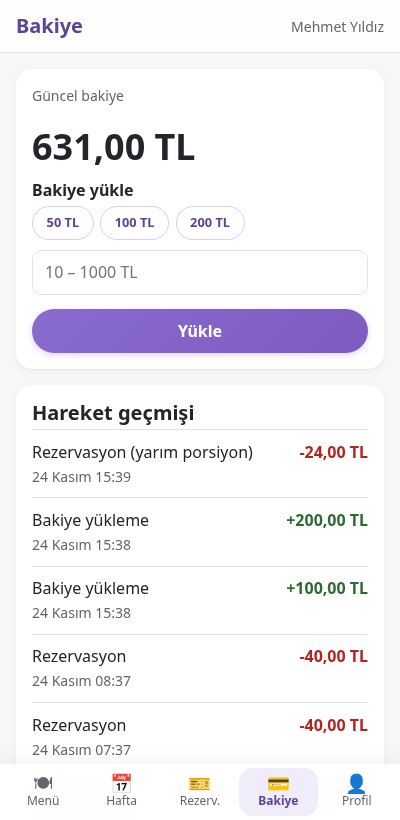 Bakiye
Mehmet Yıldız
Güncel bakiye
631,00 TL
Bakiye yükle
50 TL 100 TL 200 TL
10 – 1000 TL
Yükle
Hareket geçmişi
Rezervasyon (yarım porsiyon) -24,00 TL
24 Kasım 15:39
Bakiye yükleme +200,00 TL
24 Kasım 15:38
Bakiye yükleme +100,00 TL
24 Kasım 15:38
Rezervasyon -40,00 TL
24 Kasım 08:37
Rezervasyon -40,00 TL
24 Kasım 07:37
Menü Hafta Rezerv. Bakiye Profil